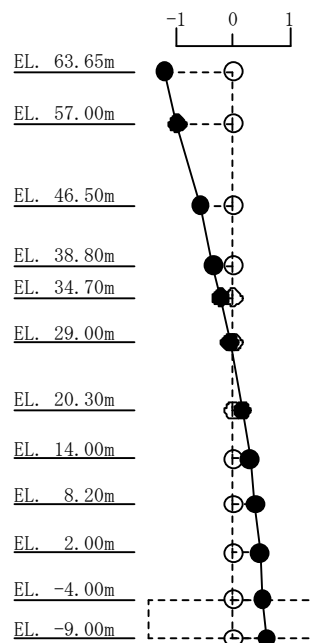 -1 0 1
EL. 63.65m
EL. 57.00m
EL. 46.50m
EL. 38.80m
EL. 34.70m
EL. 29.00m
EL. 20.30m
EL. 14.00m
EL. 8.20m
EL. 2.00m
EL. -4.00m
EL. -9.00m